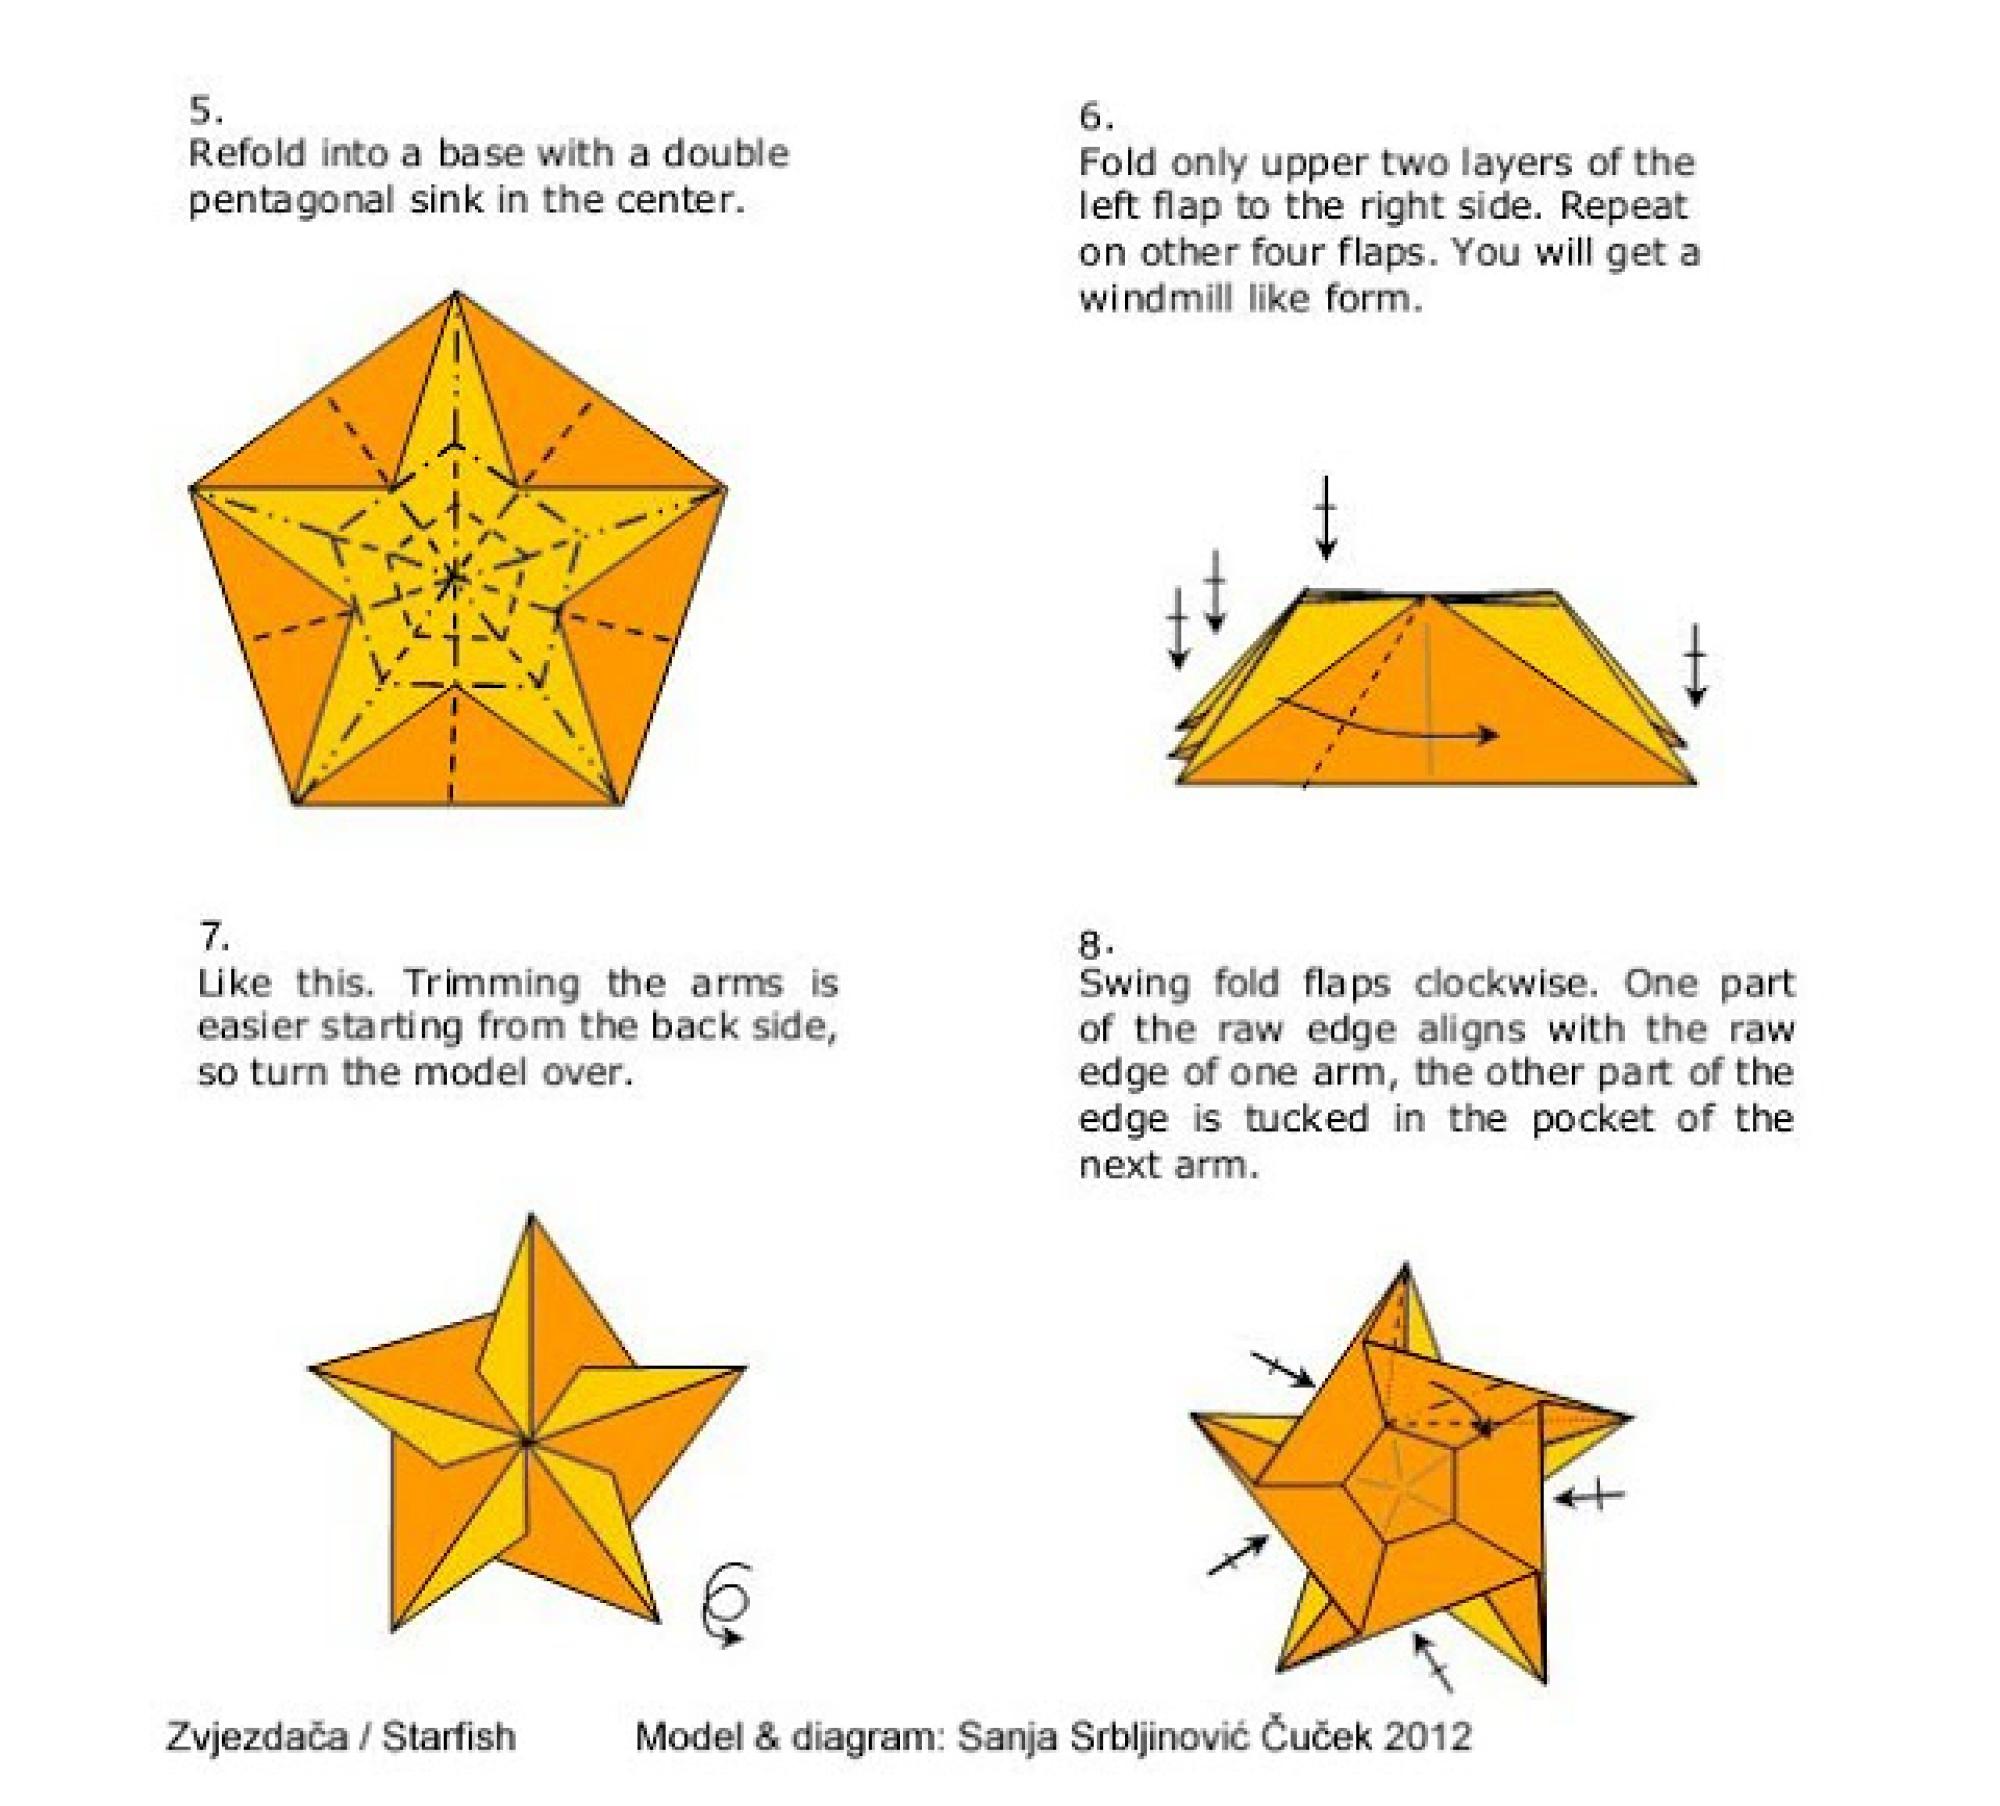 5.
Refold into a base with a double
pentagonal sink in the center.
6.
Fold only upper two layers of the
left flap to the right side. Repeat
on other four flaps. You will get a
windmill like form.
7.
Like this. Trimming the arms is
easier starting from the back side,
so turn the model over.
8.
Swing fold flaps clockwise. One part
of the raw edge aligns with the raw
edge of one arm, the other part of the
edge is tucked in the pocket of the
next arm.
Zvjezdača / Starfish
Model & diagram: Sanja Srbljinović Čuček 2012